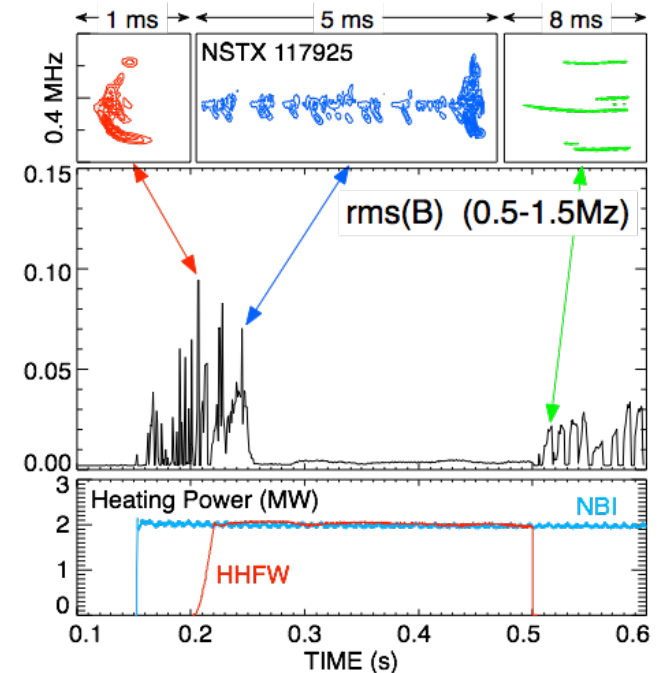 1 ms 5 ms 8 ms
0.4 MHz
NSTX 117925
0.15
rms(B) (0.5-1.5Mz)
0.10
0.05
0.00
3
Heating Power (MW)
NBI
2
HHFW
1
0
0.1 0.2 0.3 0.4 0.5 0.6
TIME (s)